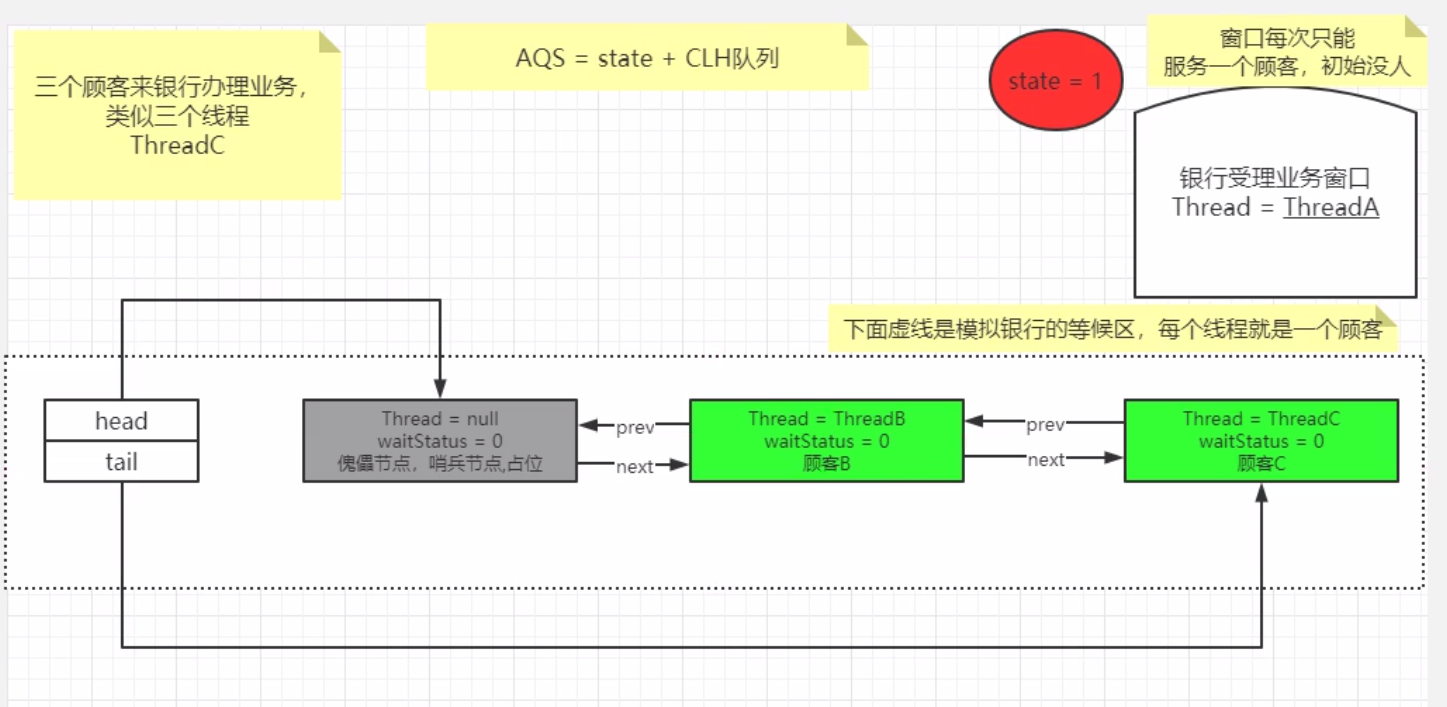 三个顾客来银行办理业务，
类似三个线程
ThreadC
AQS = state + CLH队列
state = 1
窗口每次只能
服务一个顾客，初始没人
银行受理业务窗口
Thread = ThreadA
下面虚线是模拟银行的等候区，每个线程就是一个顾客
head
tail
Thread = null
waitStatus = 0
傀儡节点，哨兵节点,占位
prev
next
Thread = ThreadB
waitStatus = 0
顾客B
prev
next
Thread = ThreadC
waitStatus = 0
顾客C